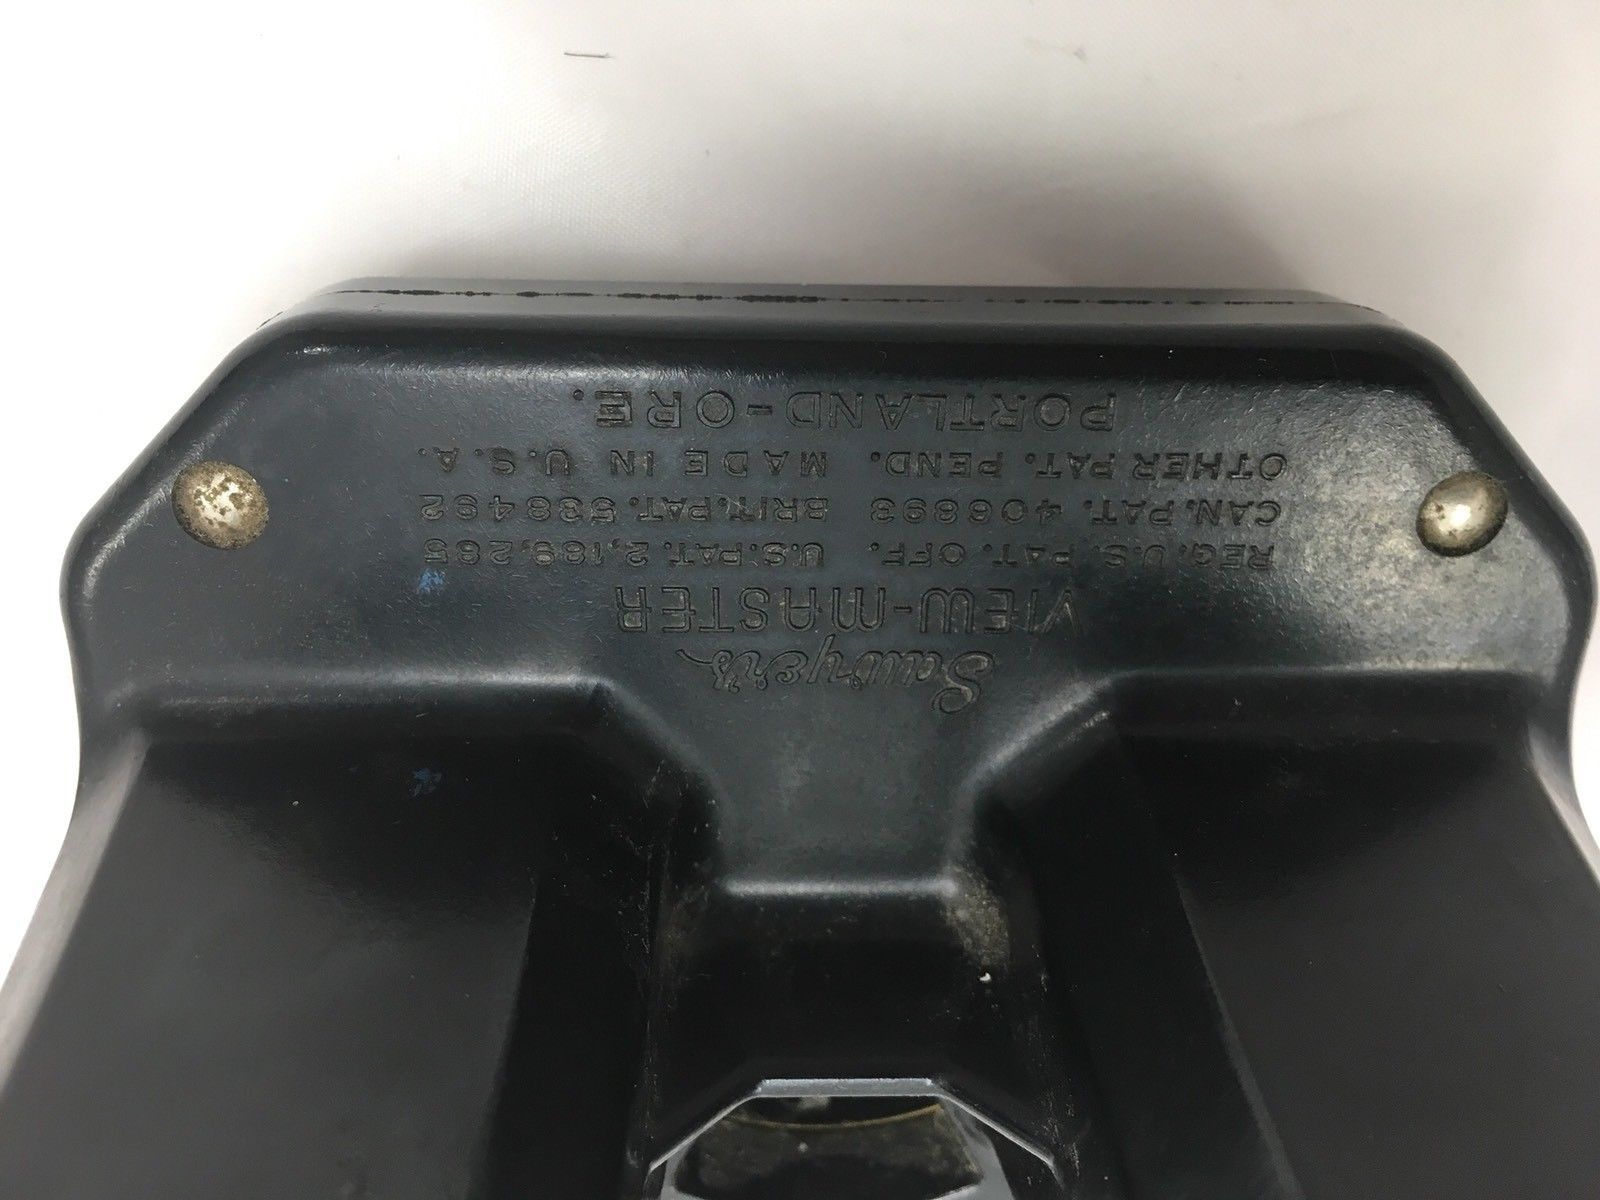 Sawyer's
VIEW-MASTER
REG. U.S. PAT. OFF. U.S. PAT. 2,189,285
CAN. PAT. 406893 BRIT. PAT. 538492
OTHER PAT. PEND. MADE IN U.S.A.
PORTLAND-ORE.